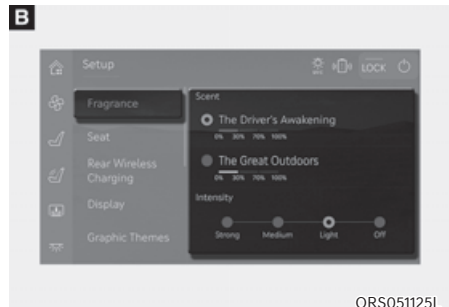 B
Setup
LOCK
Fragrance
Seat
Rear Wireless
Charging
Display
Graphic Themes
Scent
The Driver's Awakening
0% 30% 70% 100%
The Great Outdoors
0% 30% 70% 100%
Intensity
Strong Medium Light Off
ORS051125L